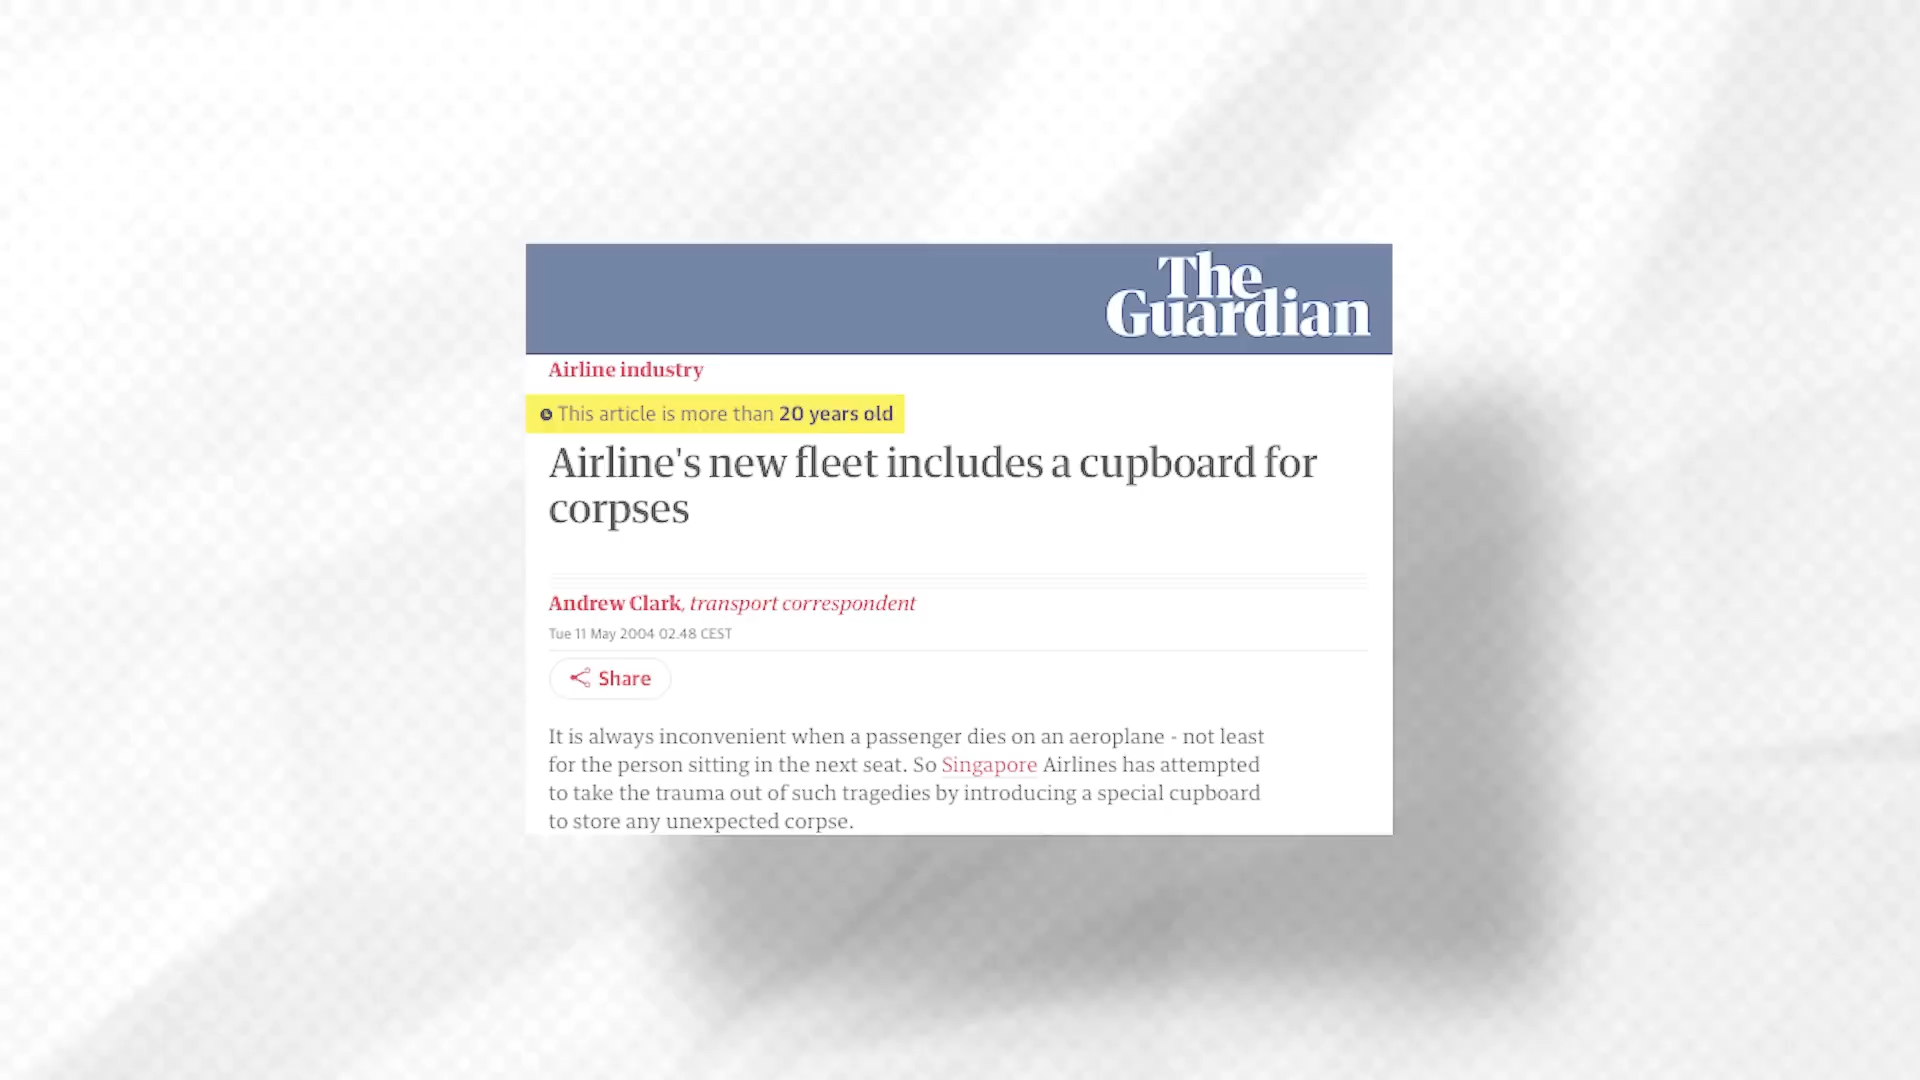 The
Guardian
Airline industry
This article is more than 20 years old
Airline's new fleet includes a cupboard for
corpses
Andrew Clark, transport correspondent
Tue 11 May 2004 02.48 CEST
Share
It is always inconvenient when a passenger dies on an aeroplane - not least
for the person sitting in the next seat. So Singapore Airlines has attempted
to take the trauma out of such tragedies by introducing a special cupboard
to store any unexpected corpse.